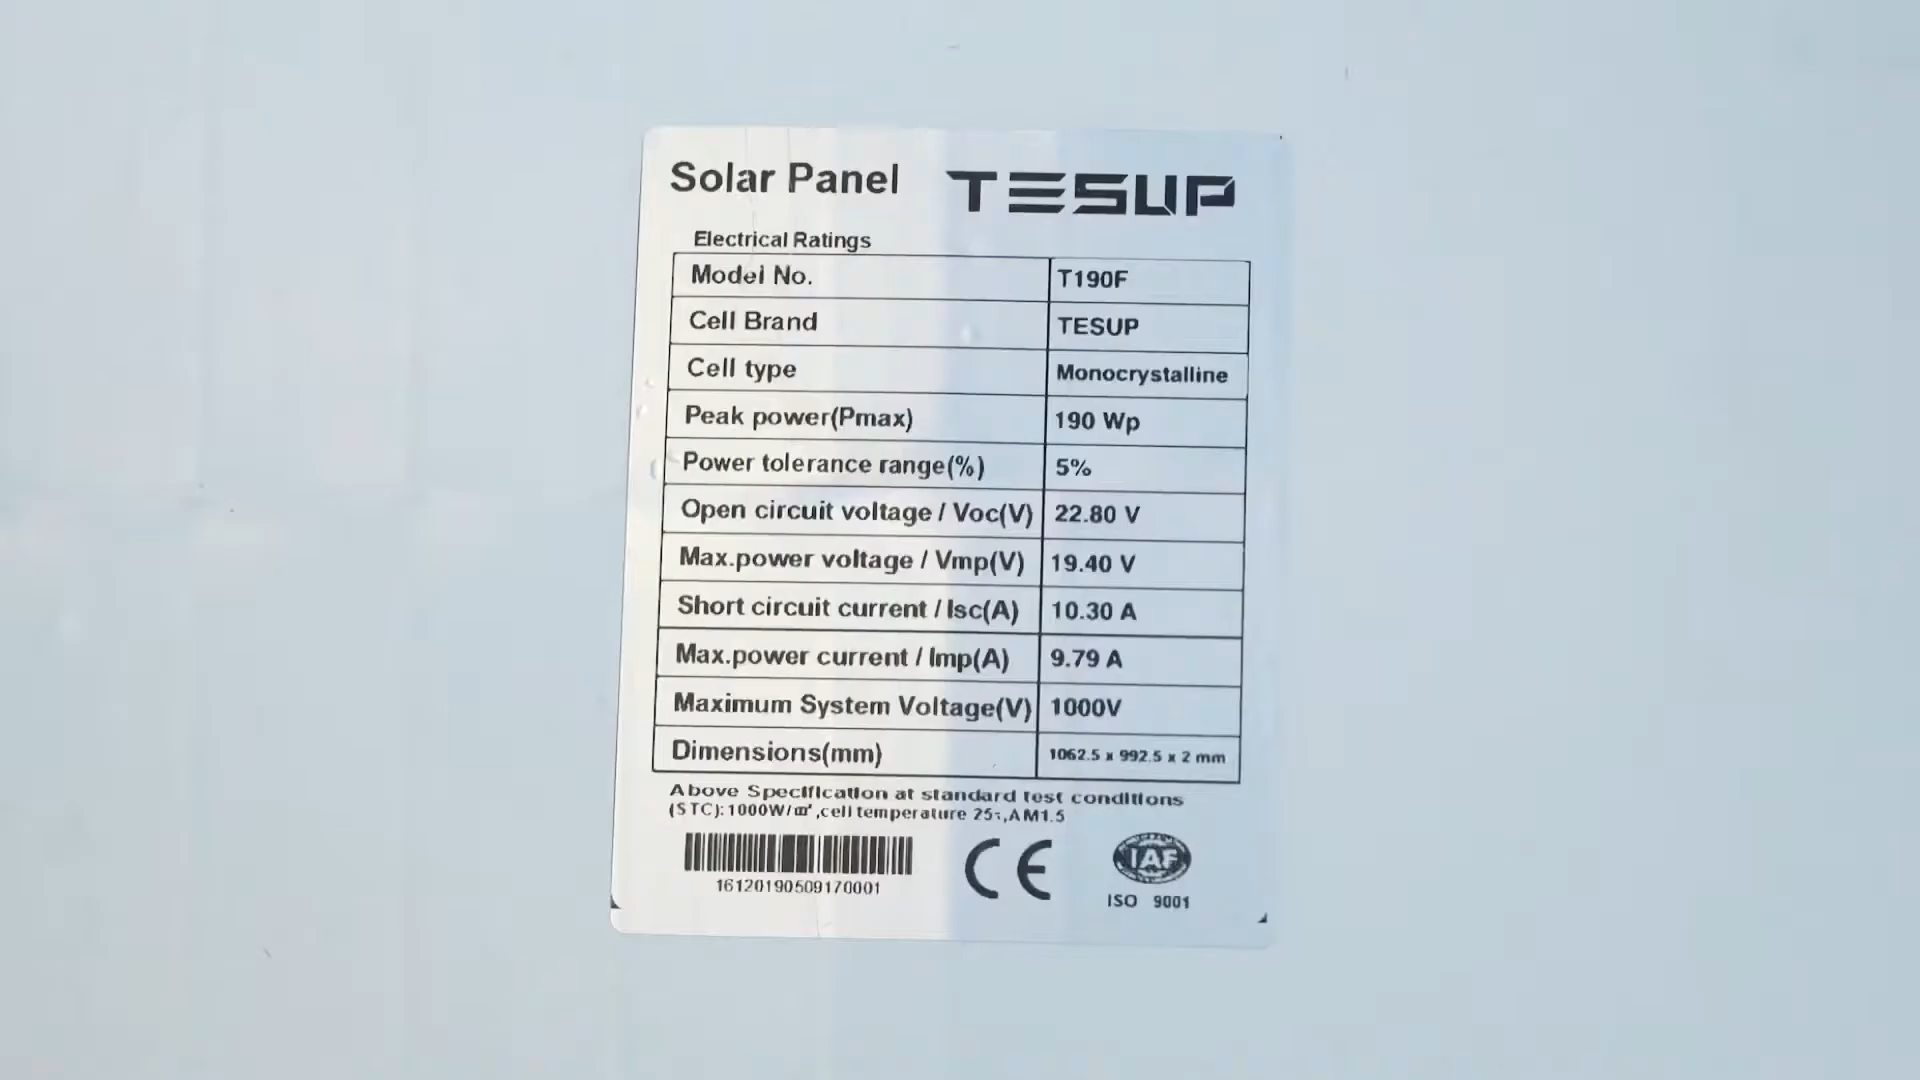 Solar Panel TESUP
Electrical Ratings
Model No. T190F
Cell Brand TESUP
Cell type Monocrystalline
Peak power(Pmax) 190 Wp
Power tolerance range(%) 5%
Open circuit voltage / Voc(V) 22.80 V
Max.power voltage / Vmp(V) 19.40 V
Short circuit current / Isc(A) 10.30 A
Max.power current / Imp(A) 9.79 A
Maximum System Voltage(V) 1000V
Dimensions(mm) 1062.5 x 992.5 x 2 mm
Above Specification at standard test conditions
(STC):1000W/m²,cell temperature 25,AM1.5
16120190509170001
CE
IAF
ISO 9001